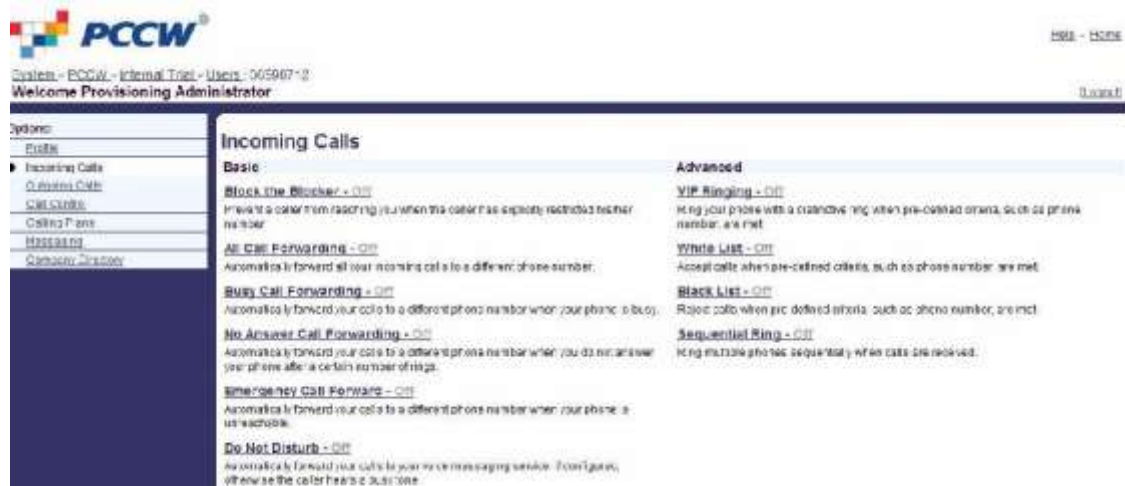 PCCW®
Help - Home
System - PCCW - Internal Trial - Users :
Welcome Provisioning Administrator
[Logout]
Options:
Profile
Incoming Calls
Outgoing Calls
Call Control
Calling Plans
Messaging
Company Directory
Incoming Calls
Basic
Block the Blocker - Off
Prevent a caller from reaching you when the caller has explicitly restricted his/her
number.
All Call Forwarding - Off
Automatically forward all your incoming calls to a different phone number.
Busy Call Forwarding - Off
Automatically forward your calls to a different phone number when your phone is busy.
No Answer Call Forwarding - Off
Automatically forward your calls to a different phone number when you do not answer
your phone after a certain number of rings.
Emergency Call Forward - Off
Automatically forward your calls to a different phone number when your phone is
unreachable.
Do Not Disturb - Off
Automatically forward your calls to your voice messaging service, if configured,
otherwise the caller hears a busy tone
Advanced
VIP Ringing - Off
Ring your phone with a distinctive ring when pre-defined criteria, such as phone
number, are met.
White List - Off
Accept calls when pre-defined criteria, such as phone number, are met.
Black List - Off
Reject calls when pre-defined criteria, such as phone number, are met.
Sequential Ring - Off
Ring multiple phones sequentially when calls are received.